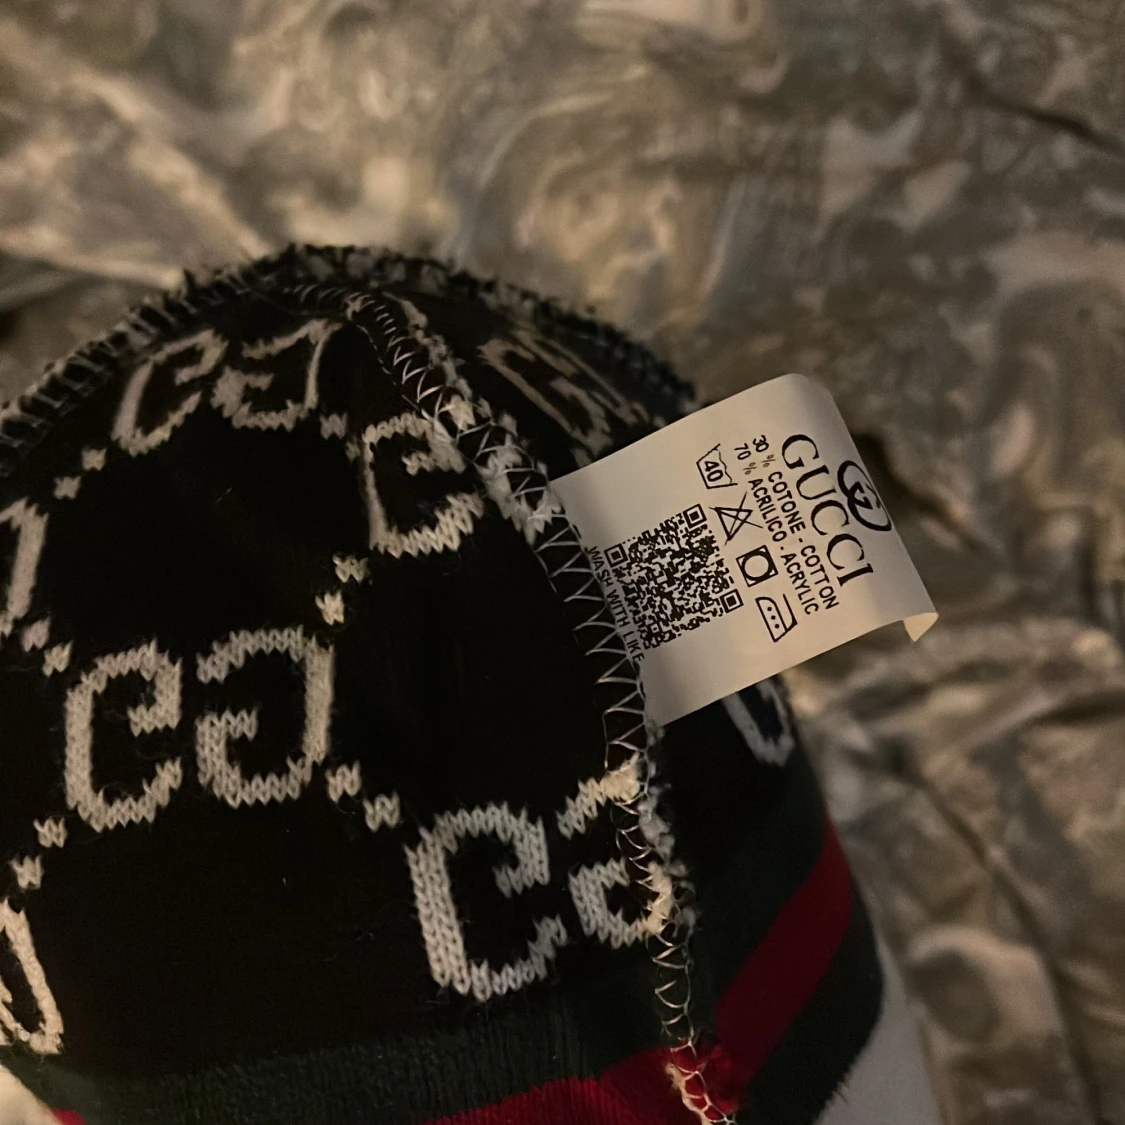 GUCCI
30 % COTONE - COTTON
70 % ACRILICO - ACRYLIC
40
WASH WITH LIKE